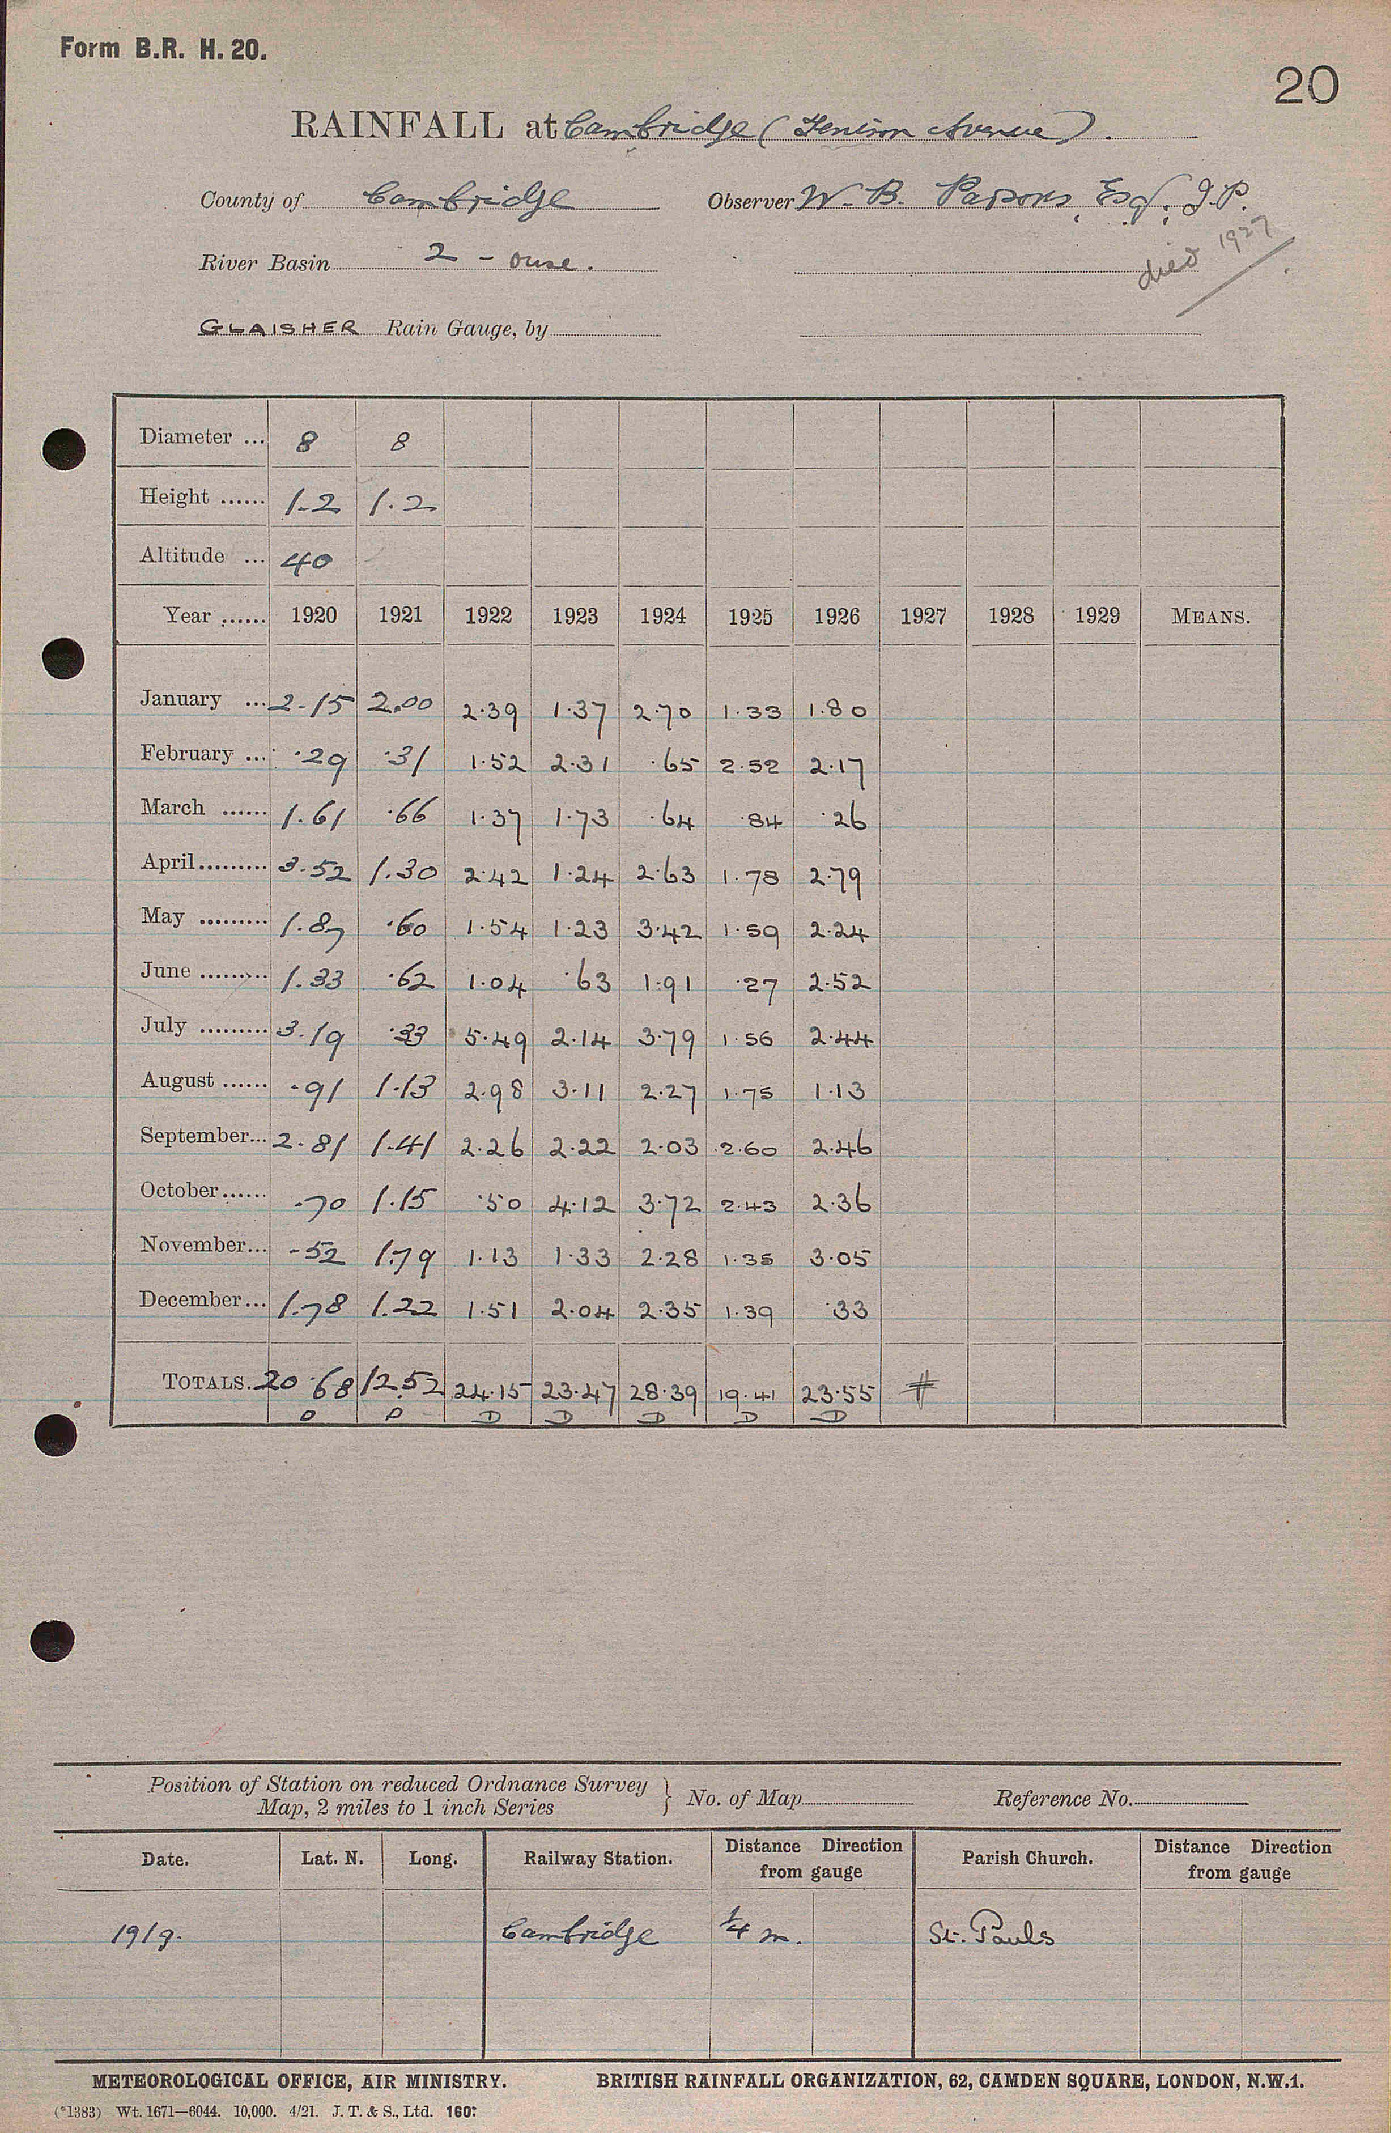 Form B.R. H. 20.
20
RAINFALL at Cambridge (Tenison Avenue).
County of Cambridge Observer W. B. Parsons, Esq. J.P.
River Basin 2 - Ouse. died 1927
GLAISHER Rain Gauge, by
Diameter ... 8 8
Height ...... 1.2 1.2
Altitude ... 40
Year ...... 1920 1921 1922 1923 1924 1925 1926 1927 1928 1929 MEANS.
January ... 2.15 2.00 2.39 1.37 2.70 1.33 1.80
February ... .29 .31 1.52 2.31 .65 2.52 2.17
March ...... 1.61 .66 1.37 1.73 .64 .84 .26
April ......... 3.52 1.30 2.42 1.24 2.63 1.78 2.79
May ......... 1.87 .60 1.54 1.23 3.42 1.59 2.24
June ......... 1.33 .62 1.04 .63 1.91 .27 2.52
July ......... 3.19 .33 5.49 2.14 3.79 1.56 2.44
August ...... .91 1.13 2.98 3.11 2.27 1.75 1.13
September... 2.81 1.41 2.26 2.22 2.03 2.60 2.46
October...... .70 1.15 .50 4.12 3.72 2.43 2.36
November... .52 1.79 1.13 1.33 2.28 1.35 3.05
December... 1.78 1.22 1.51 2.04 2.35 1.39 .33
TOTALS. 20.68 12.52 24.15 23.47 28.39 19.41 23.55 #
D D D D D D D
Position of Station on reduced Ordnance Survey
Map, 2 miles to 1 inch Series } No. of Map Reference No.
Date. Lat. N. Long. Railway Station. Distance Direction from gauge Parish Church. Distance Direction from gauge
1919. Cambridge 1/4 m. St. Pauls
METEOROLOGICAL OFFICE, AIR MINISTRY. BRITISH RAINFALL ORGANIZATION, 62, CAMDEN SQUARE, LONDON, N.W.1.
(*1383) Wt. 1671—6044. 10,000. 4/21. J. T. & S., Ltd. 160: